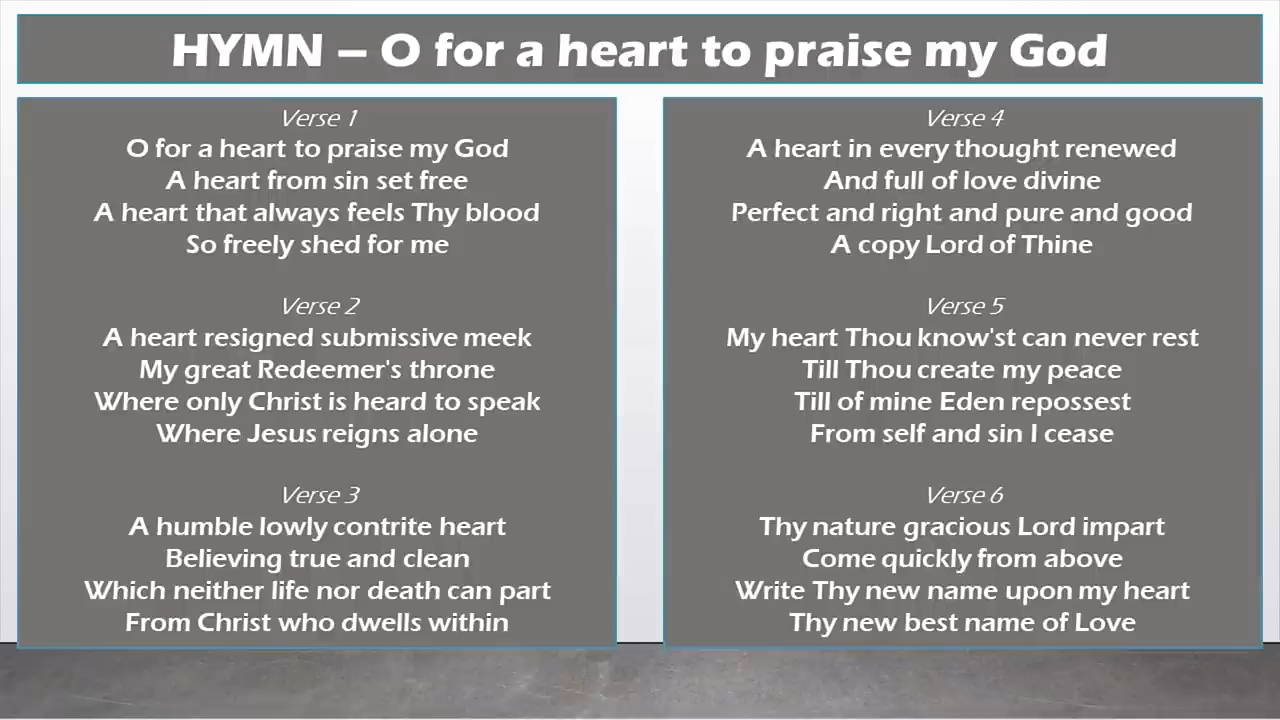 HYMN – O for a heart to praise my God
Verse 1
O for a heart to praise my God
A heart from sin set free
A heart that always feels Thy blood
So freely shed for me
Verse 2
A heart resigned submissive meek
My great Redeemer's throne
Where only Christ is heard to speak
Where Jesus reigns alone
Verse 3
A humble lowly contrite heart
Believing true and clean
Which neither life nor death can part
From Christ who dwells within
Verse 4
A heart in every thought renewed
And full of love divine
Perfect and right and pure and good
A copy Lord of Thine
Verse 5
My heart Thou know'st can never rest
Till Thou create my peace
Till of mine Eden repossest
From self and sin I cease
Verse 6
Thy nature gracious Lord impart
Come quickly from above
Write Thy new name upon my heart
Thy new best name of Love